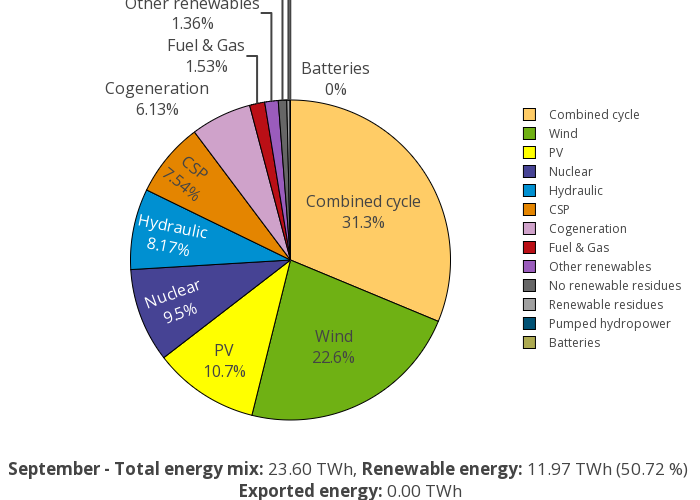 Other renewables
1.36%
Fuel & Gas
1.53%
Batteries
0%
Cogeneration
6.13%
CSP
7.54%
Combined cycle
31.3%
Hydraulic
8.17%
Nuclear
9.5%
Wind
22.6%
PV
10.7%
Combined cycle
Wind
PV
Nuclear
Hydraulic
CSP
Cogeneration
Fuel & Gas
Other renewables
No renewable residues
Renewable residues
Pumped hydropower
Batteries
September - Total energy mix: 23.60 TWh, Renewable energy: 11.97 TWh (50.72 %)
Exported energy: 0.00 TWh